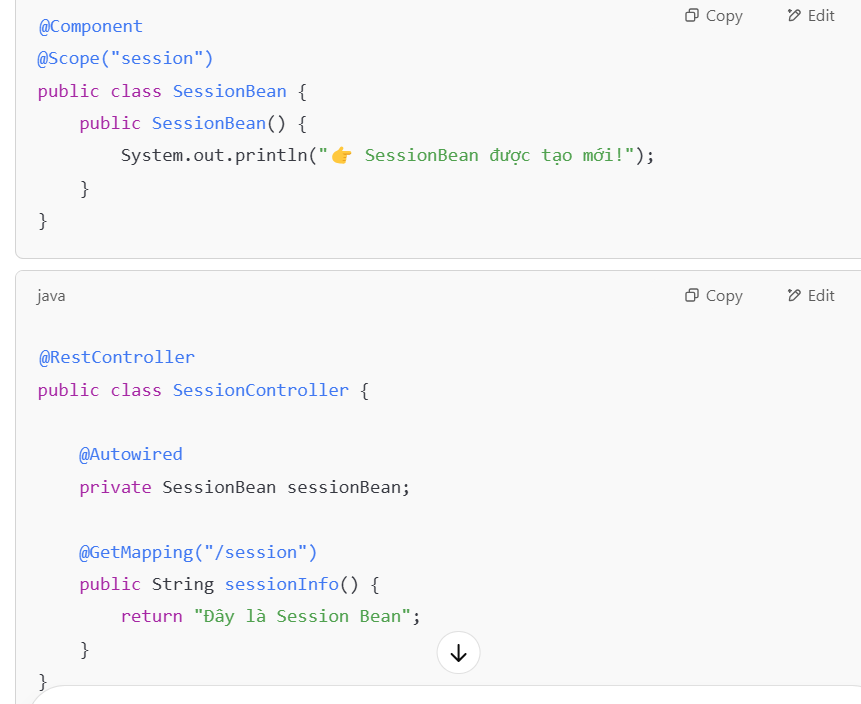 Copy Edit
@Component
@Scope("session")
public class SessionBean {
    public SessionBean() {
        System.out.println("👉 SessionBean được tạo mới!");
    }
}
java Copy Edit
@RestController
public class SessionController {
    @Autowired
    private SessionBean sessionBean;
    @GetMapping("/session")
    public String sessionInfo() {
        return "Đây là Session Bean";
    }
}